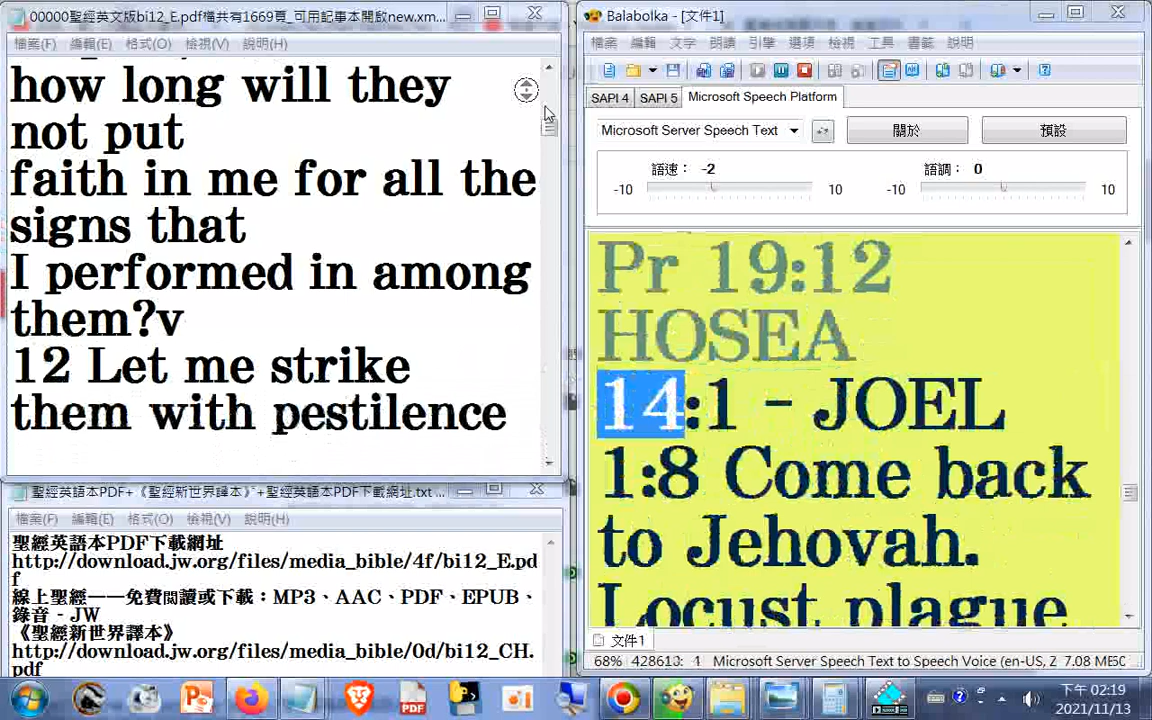 00000聖經英文版bi12_E.pdf檔共有1669頁_可用記事本開啟new.xm...
檔案(F) 編輯(E) 格式(O) 檢視(V) 說明(H)
how long will they
not put
faith in me for all the
signs that
I performed in among
them?v
12 Let me strike
them with pestilence
聖經英語本PDF+《聖經新世界譯本》"+聖經英語本PDF下載網址.txt ...
檔案(F) 編輯(E) 格式(O) 檢視(V) 說明(H)
聖經英語本PDF下載網址
http://download.jw.org/files/media_bible/4f/bi12_E.pd
f
線上聖經——免費閱讀或下載：MP3、AAC、PDF、EPUB、
錄音 - JW
《聖經新世界譯本》
http://download.jw.org/files/media_bible/0d/bi12_CH.
pdf
Balabolka - [文件1]
檔案 編輯 文字 朗讀 引擎 選項 檢視 工具 書籤 說明
SAPI 4 SAPI 5 Microsoft Speech Platform
Microsoft Server Speech Text 關於 預設
語速： -2 語調： 0
-10 10 -10 10
Pr 19:12
HOSEA
14:1 - JOEL
1:8 Come back
to Jehovah.
Locust plague
文件1
68% 428613: 1 Microsoft Server Speech Text to Speech Voice (en-US, Z 7.08 ME
下午 02:19
2021/11/13